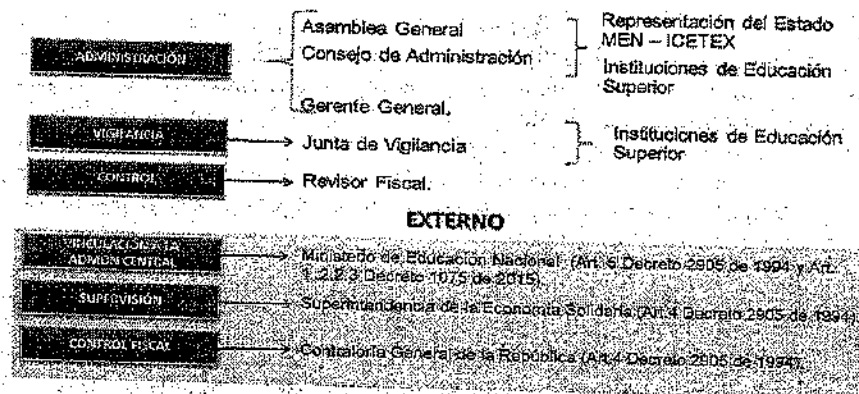 ADMINISTRACIÓN
Asamblea General
Consejo de Administración
Gerente General.
Representación del Estado
MEN – ICETEX
Instituciones de Educación
Superior
VIGILANCIA
Junta de Vigilancia
Instituciones de Educación
Superior
CONTROL
Revisor Fiscal.
EXTERNO
VINCULACIÓN A LA
ADMON CENTRAL
Ministerio de Educación Nacional. (Art. 5 Decreto 2905 de 1994 y Art.
1.2.2.3 Decreto 1075 de 2015).
SUPERVISIÓN
Superintendencia de la Economía Solidaria (Art. 4 Decreto 2905 de 1994).
CONTROL FISCAL
Contraloría General de la República (Art. 4 Decreto 2905 de 1994).